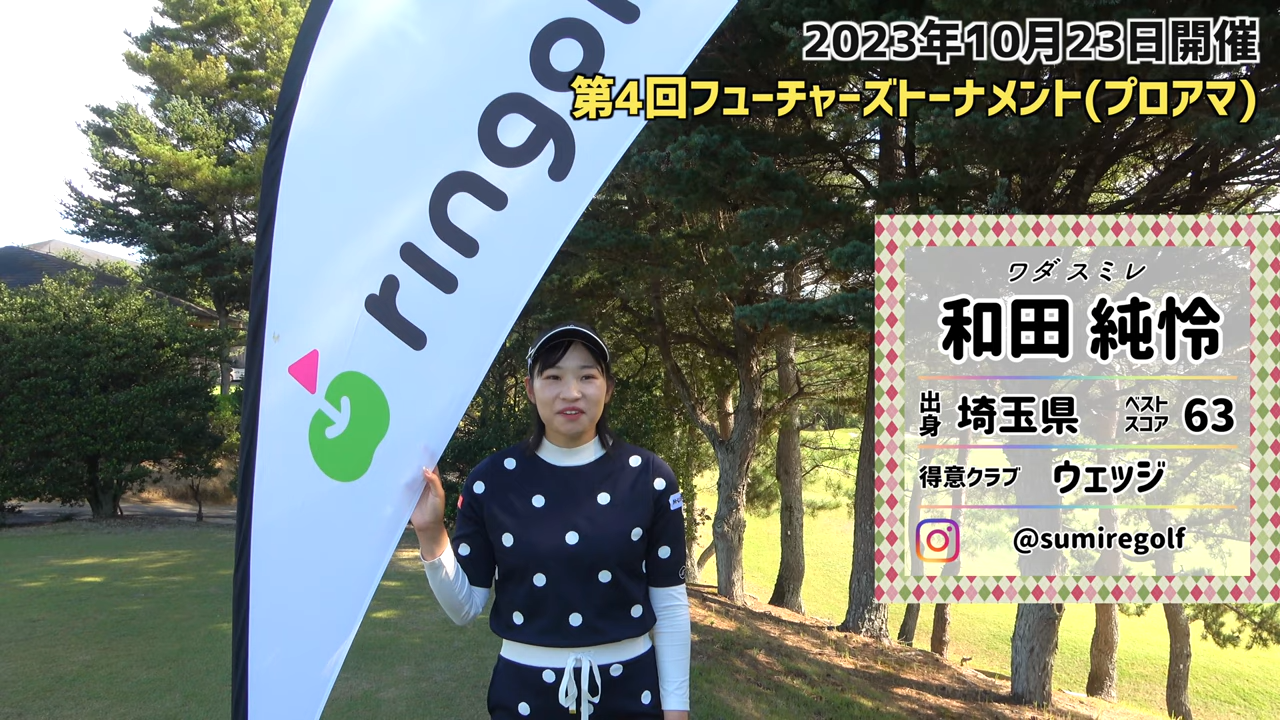 2023年10月23日開催
第4回フューチャーズトーナメント(プロアマ)
ringol
ワダ スミレ
和田 純怜
出身 埼玉県 ベストスコア 63
得意クラブ ウェッジ
@sumiregolf